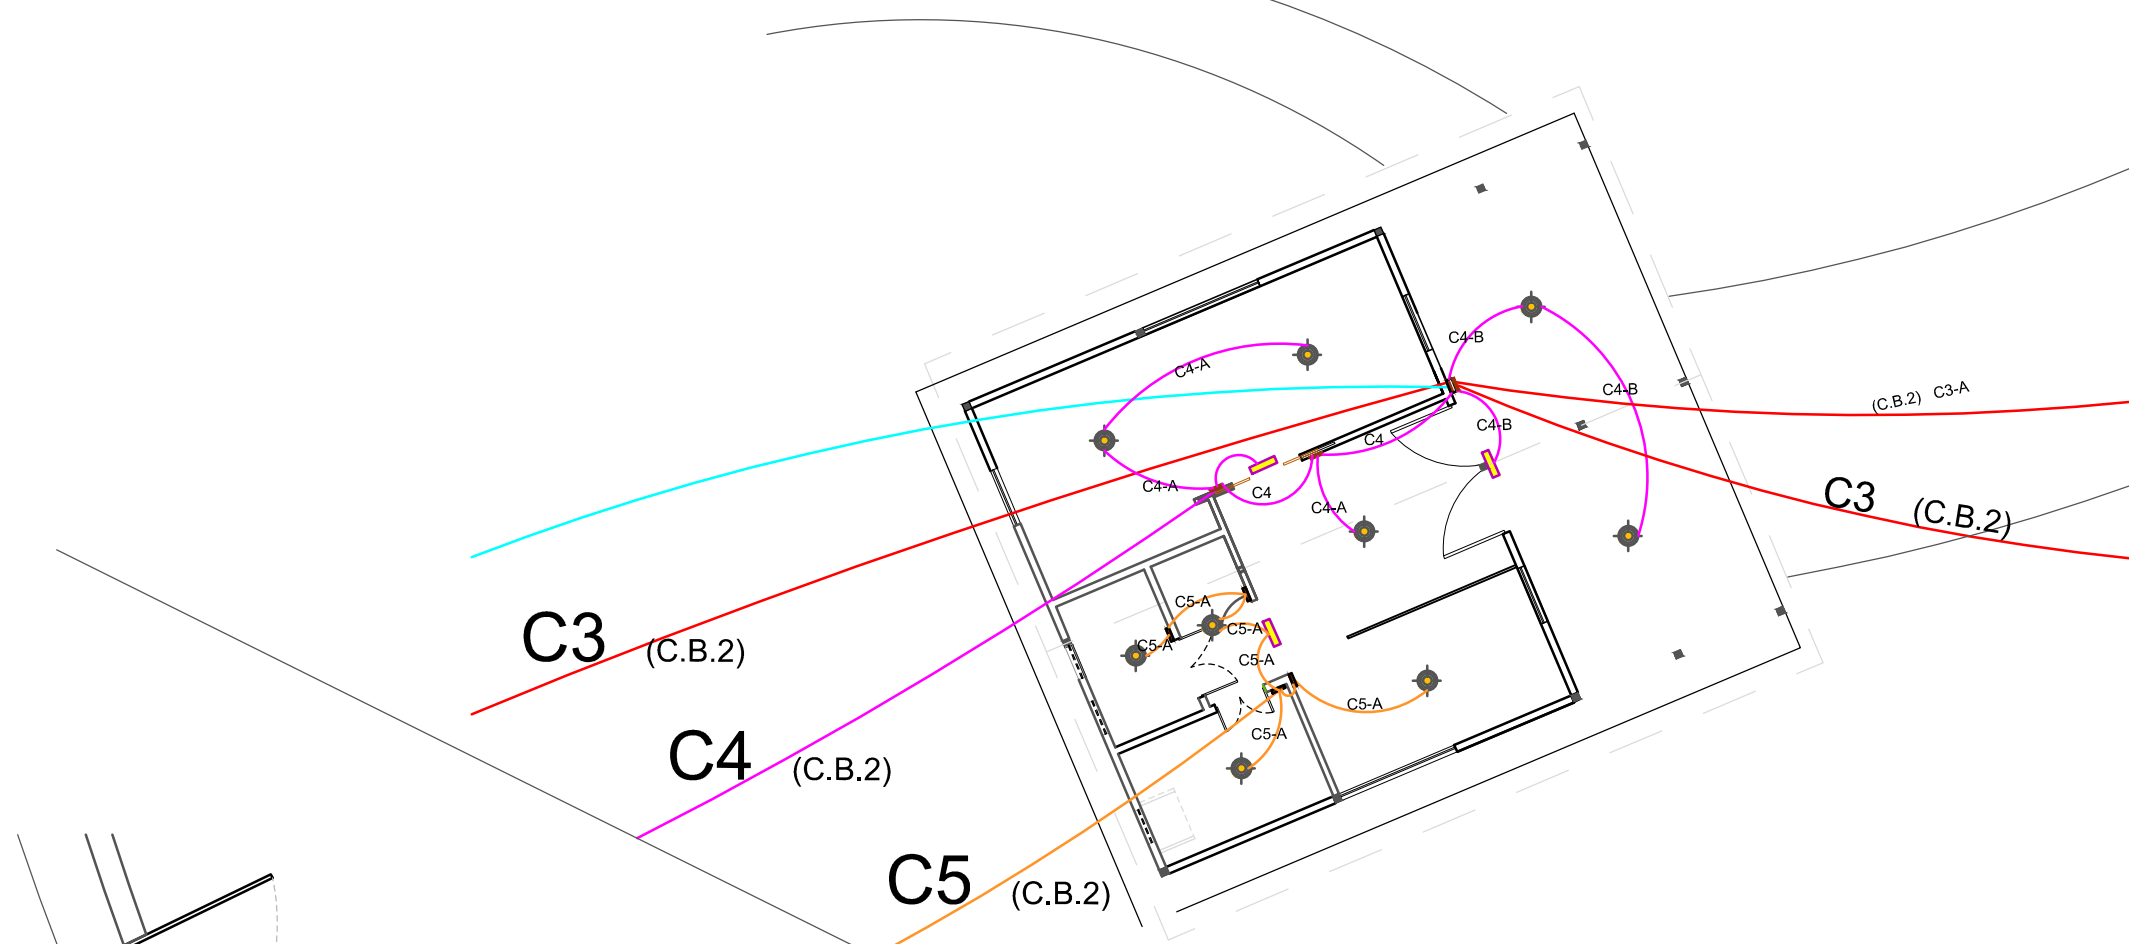 C4-B
C4-A
C4-B
(C.B.2) C3-A
C4-B
C4
C4-A
C4
C4-A
C3 (C.B.2)
C5-A
C5-A
C5-A
C5-A
C3 (C.B.2)
C5-A
C5-A
C4 (C.B.2)
C5 (C.B.2)